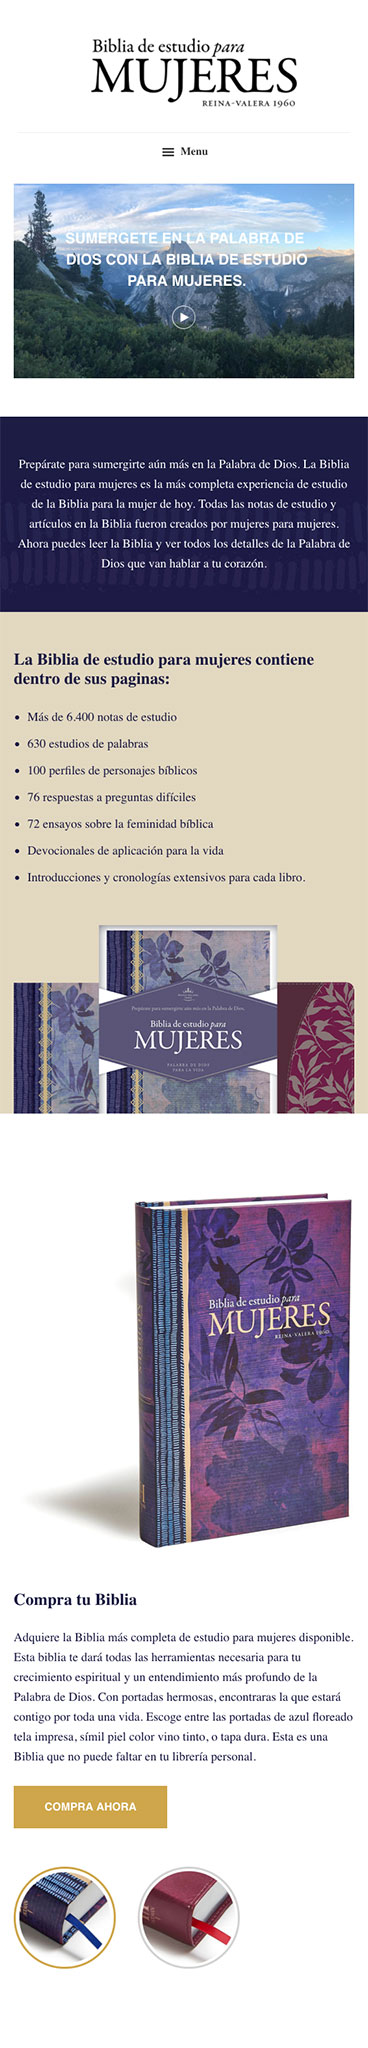 Biblia de estudio para
MUJERES
REINA-VALERA 1960
Menu
SUMERGETE EN LA PALABRA DE
DIOS CON LA BIBLIA DE ESTUDIO
PARA MUJERES.
Prepárate para sumergirte aún más en la Palabra de Dios. La Biblia
de estudio para mujeres es la más completa experiencia de estudio
de la Biblia para la mujer de hoy. Todas las notas de estudio y
artículos en la Biblia fueron creados por mujeres para mujeres.
Ahora puedes leer la Biblia y ver todos los detalles de la Palabra de
Dios que van hablar a tu corazón.
La Biblia de estudio para mujeres contiene
dentro de sus paginas:
• Más de 6.400 notas de estudio
• 630 estudios de palabras
• 100 perfiles de personajes bíblicos
• 76 respuestas a preguntas difíciles
• 72 ensayos sobre la feminidad bíblica
• Devocionales de aplicación para la vida
• Introducciones y cronologías extensivos para cada libro.
Prepárate para sumergirte aún más en la Palabra de Dios.
Biblia de estudio para
MUJERES
PALABRA DE DIOS
PARA LA VIDA
Biblia de estudio para
MUJERES
REINA-VALERA 1960
Compra tu Biblia
Adquiere la Biblia más completa de estudio para mujeres disponible.
Esta biblia te dará todas las herramientas necesaria para tu
crecimiento espiritual y un entendimiento más profundo de la
Palabra de Dios. Con portadas hermosas, encontraras la que estará
contigo por toda una vida. Escoge entre las portadas de azul floreado
tela impresa, símil piel color vino tinto, o tapa dura. Esta es una
Biblia que no puede faltar en tu librería personal.
COMPRA AHORA